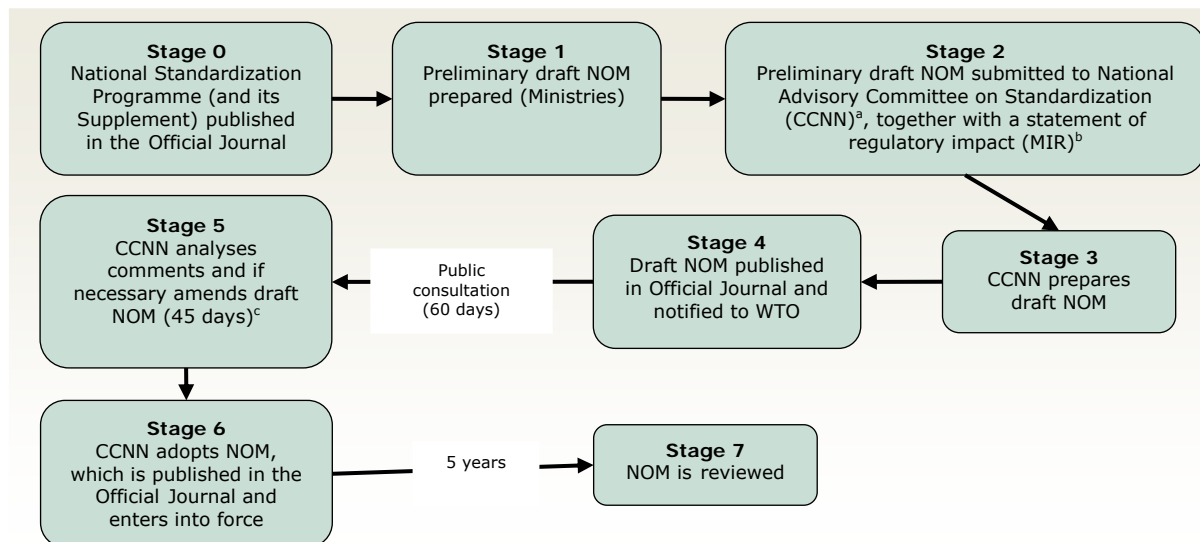 Stage 0
National Standardization
Programme (and its
Supplement) published
in the Official Journal
Stage 1
Preliminary draft NOM
prepared (Ministries)
Stage 2
Preliminary draft NOM submitted to National
Advisory Committee on Standardization
(CCNN)a, together with a statement of
regulatory impact (MIR)b
Stage 3
CCNN prepares
draft NOM
Stage 4
Draft NOM published
in Official Journal and
notified to WTO
Public
consultation
(60 days)
Stage 5
CCNN analyses
comments and if
necessary amends draft
NOM (45 days)c
Stage 6
CCNN adopts NOM,
which is published in the
Official Journal and
enters into force
5 years
Stage 7
NOM is reviewed